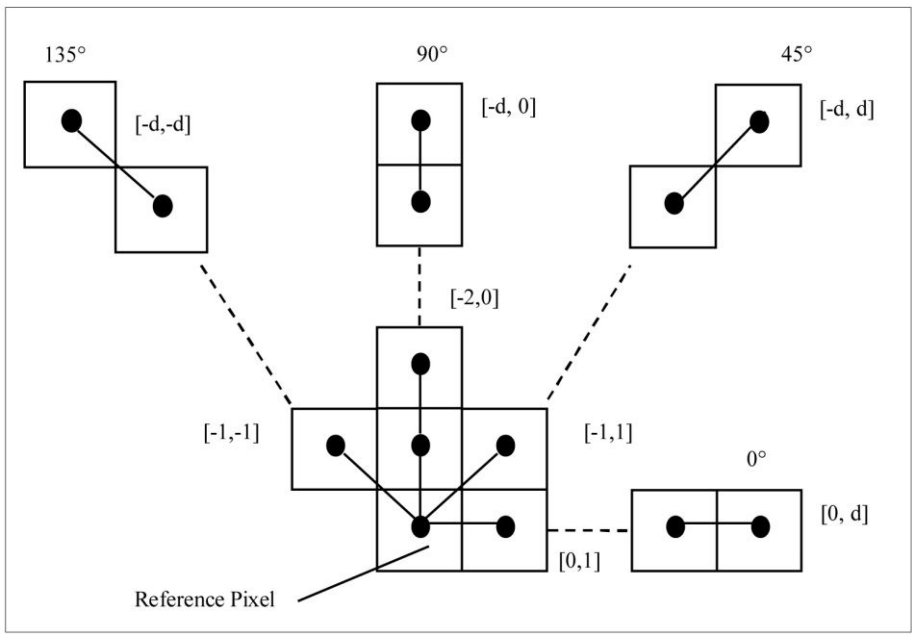 135°
90°
45°
[-d,-d]
[-d, 0]
[-d, d]
[-2,0]
[-1,-1]
[-1,1]
0°
[0, d]
[0,1]
Reference Pixel